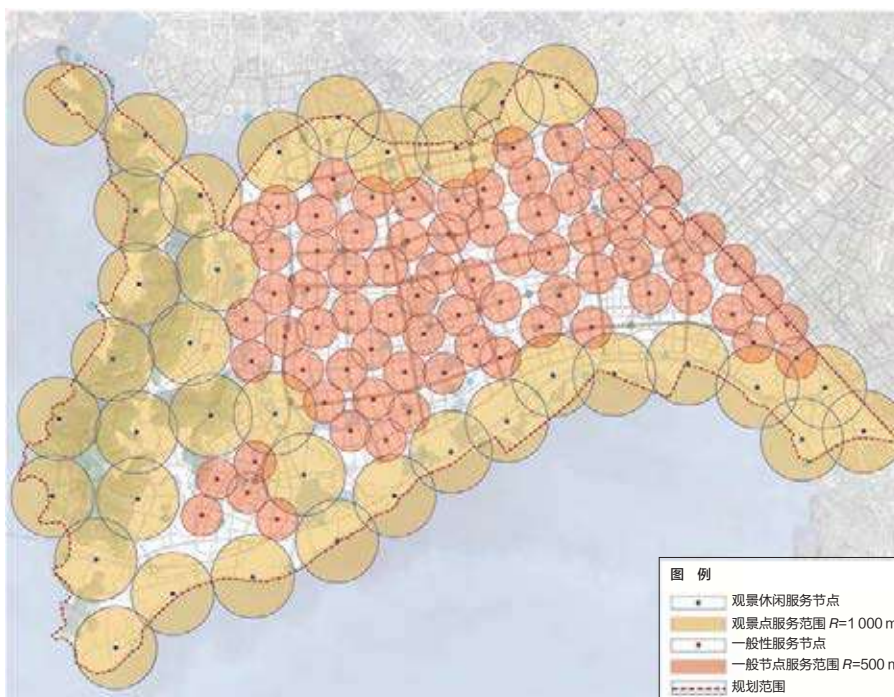 图 例
观景休闲服务节点
观景点服务范围 R=1 000 m
一般性服务节点
一般节点服务范围 R=500 m
规划范围